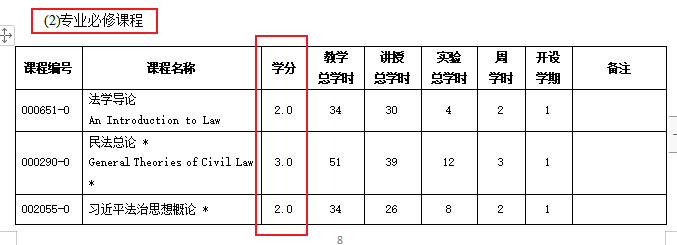 (2)专业必修课程
课程编号 课程名称 学分 教学总学时 讲授总学时 实验总学时 周学时 开设学期 备注
000651-0 法学导论 An Introduction to Law 2.0 34 30 4 2 1
000290-0 民法总论 * General Theories of Civil Law * 3.0 51 39 12 3 1
002055-0 习近平法治思想概论 * 2.0 34 26 8 2 1
8